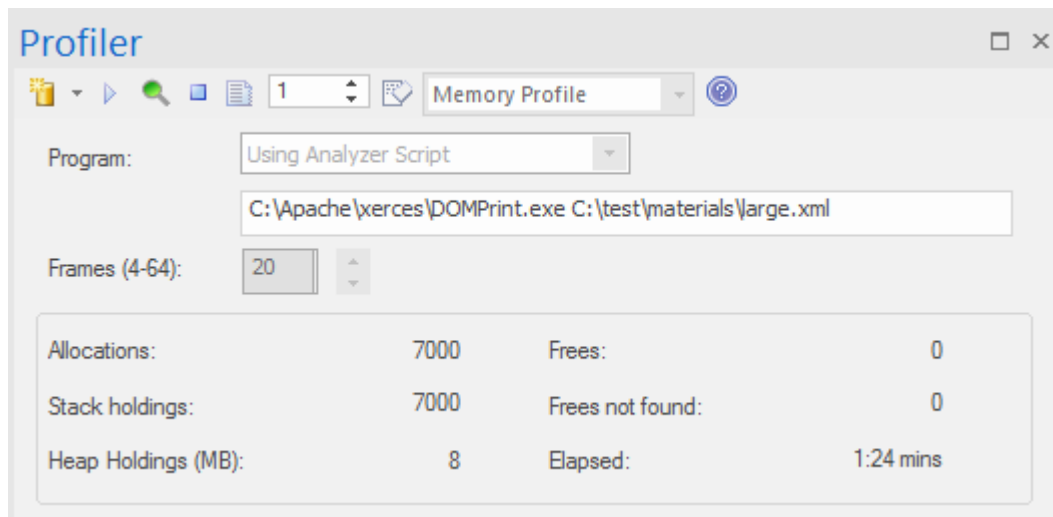 Profiler
1 Memory Profile
Program: Using Analyzer Script
C:\Apache\xerces\DOMPrint.exe C:\test\materials\large.xml
Frames (4-64): 20
Allocations: 7000 Frees: 0
Stack holdings: 7000 Frees not found: 0
Heap Holdings (MB): 8 Elapsed: 1:24 mins